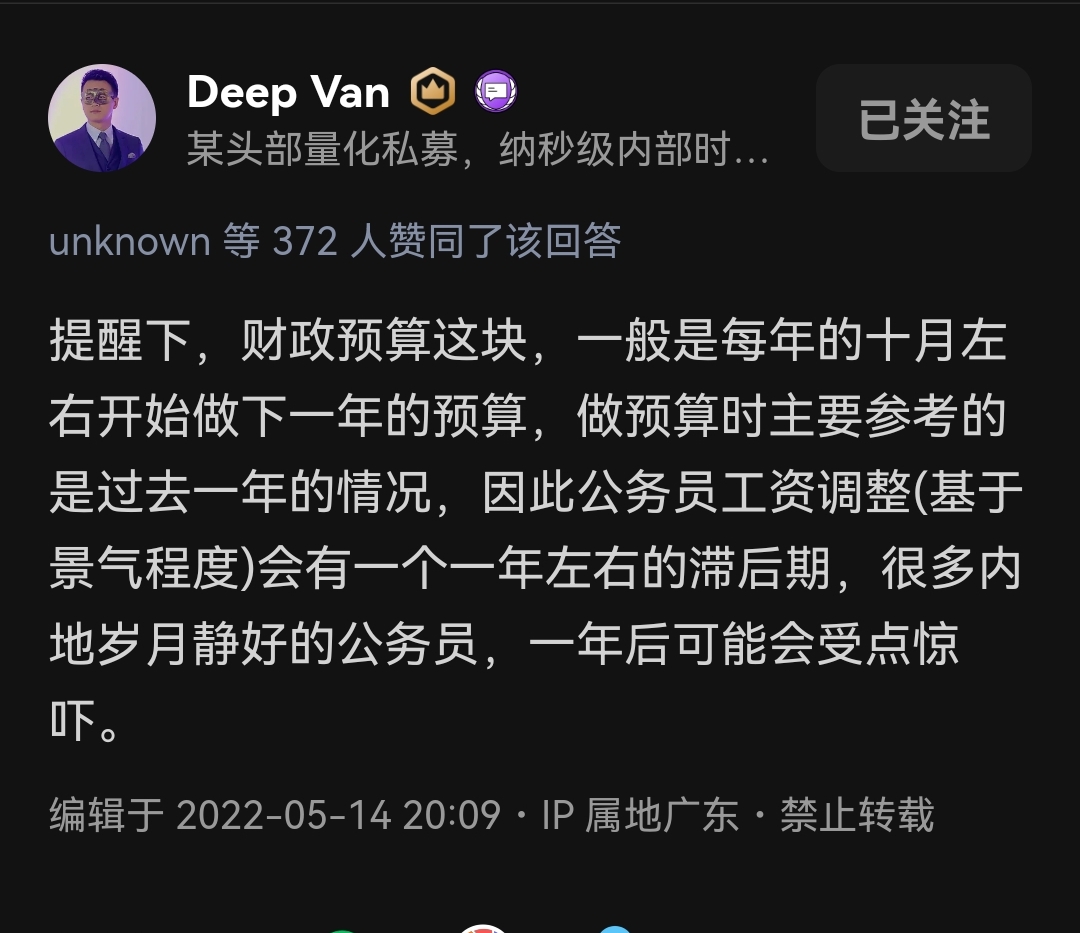 Deep Van
某头部量化私募，纳秒级内部时…
已关注
unknown 等 372 人赞同了该回答
提醒下，财政预算这块，一般是每年的十月左
右开始做下一年的预算，做预算时主要参考的
是过去一年的情况，因此公务员工资调整(基于
景气程度)会有一个一年左右的滞后期，很多内
地岁月静好的公务员，一年后可能会受点惊
吓。
编辑于 2022-05-14 20:09・IP 属地广东・禁止转载